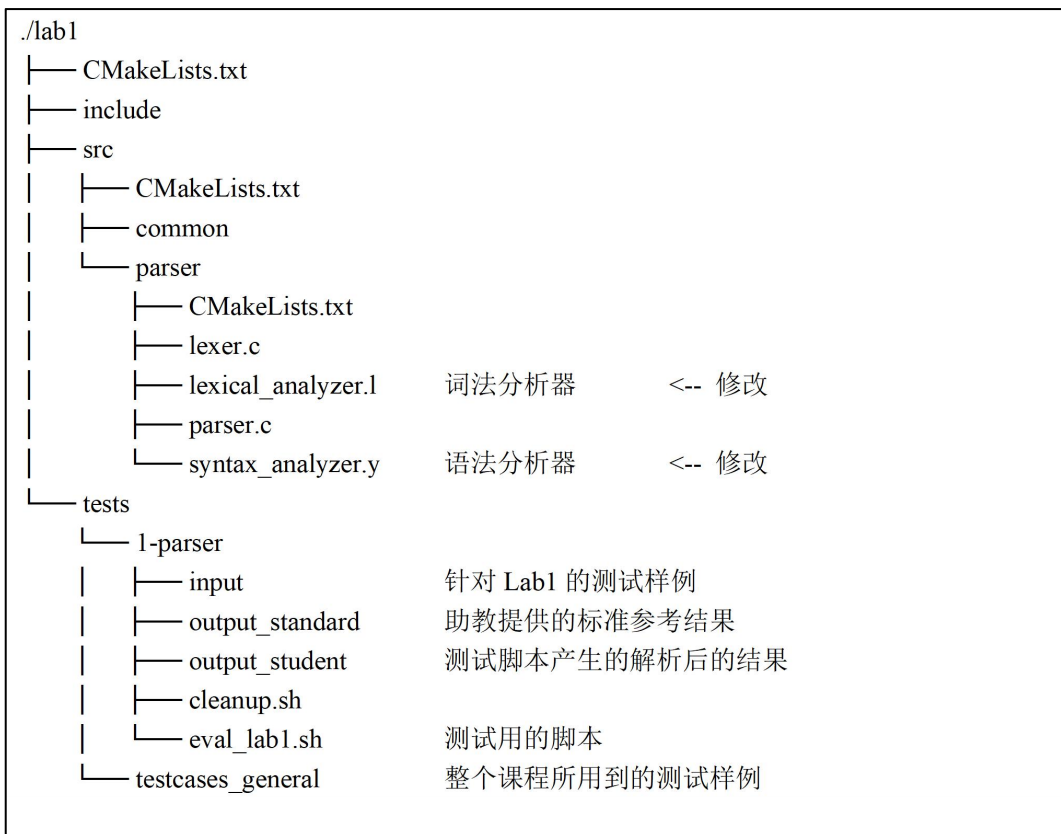 ./lab1
├── CMakeLists.txt
├── include
├── src
│   ├── CMakeLists.txt
│   ├── common
│   └── parser
│       ├── CMakeLists.txt
│       ├── lexer.c
│       ├── lexical_analyzer.l 词法分析器 <-- 修改
│       ├── parser.c
│       └── syntax_analyzer.y 语法分析器 <-- 修改
└── tests
    └── 1-parser
    │   ├── input 针对 Lab1 的测试样例
    │   ├── output_standard 助教提供的标准参考结果
    │   ├── output_student 测试脚本产生的解析后的结果
    │   ├── cleanup.sh
    │   └── eval_lab1.sh 测试用的脚本
    └── testcases_general 整个课程所用到的测试样例